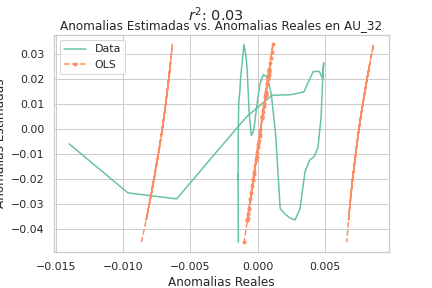 r²: 0.03
Anomalias Estimadas vs. Anomalias Reales en AU_32
Data
OLS
0.03
0.02
0.01
0.00
−0.01
−0.02
−0.03
−0.04
−0.015
−0.010
−0.005
0.000
0.005
Anomalias Reales
Anomalias Estimadas